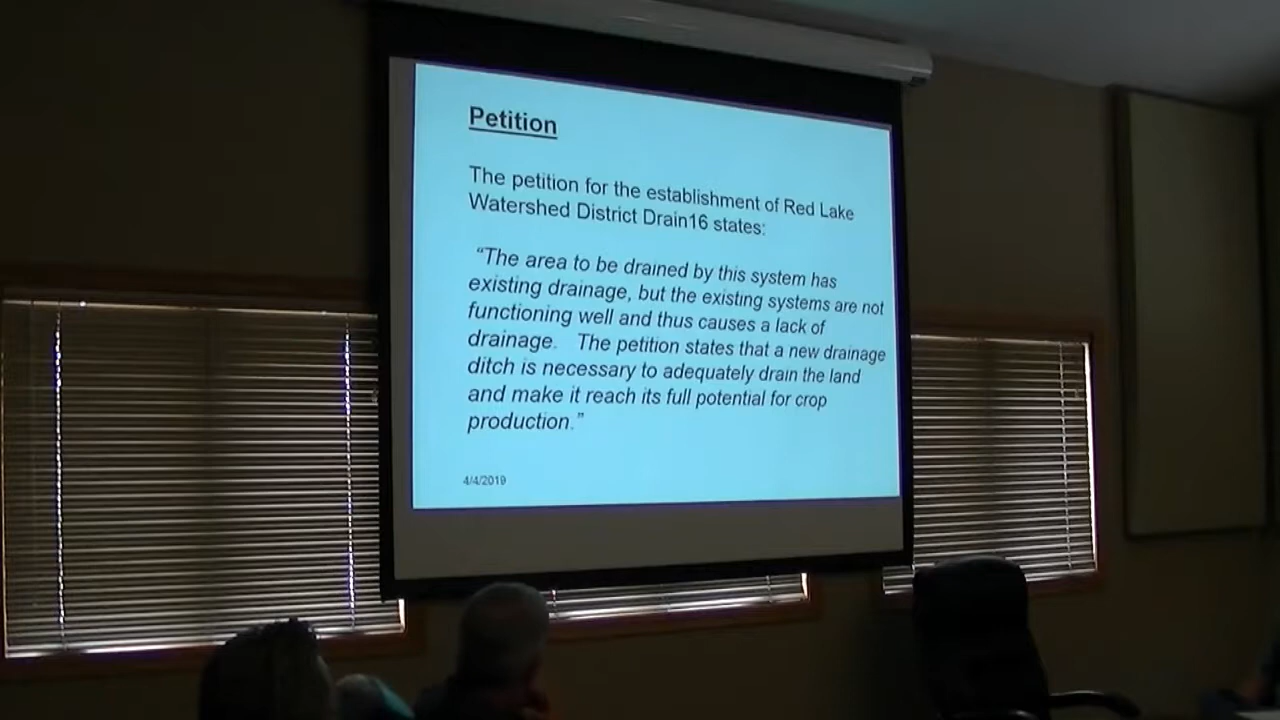 Petition
The petition for the establishment of Red Lake
Watershed District Drain16 states:
“The area to be drained by this system has
existing drainage, but the existing systems are not
functioning well and thus causes a lack of
drainage. The petition states that a new drainage
ditch is necessary to adequately drain the land
and make it reach its full potential for crop
production.”
4/4/2019